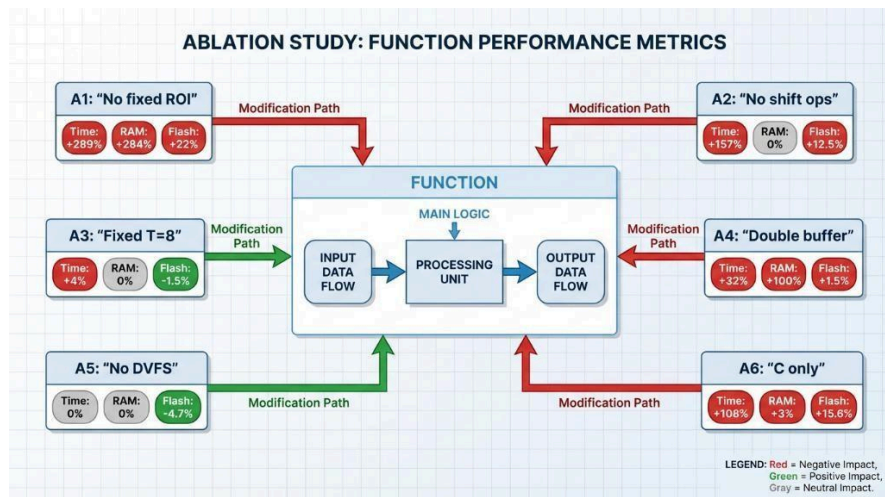 ABLATION STUDY: FUNCTION PERFORMANCE METRICS
A1: “No fixed ROI”
Time:
+289%
RAM:
+284%
Flash:
+22%
Modification Path
A2: “No shift ops”
Time:
+157%
RAM:
0%
Flash:
+12.5%
Modification Path
A3: “Fixed T=8”
Time:
+4%
RAM:
0%
Flash:
-1.5%
Modification
Path
FUNCTION
MAIN LOGIC
INPUT
DATA
FLOW
PROCESSING
UNIT
OUTPUT
DATA
FLOW
A4: “Double buffer”
Time:
+32%
RAM:
+100%
Flash:
+1.5%
Modification
Path
A5: “No DVFS”
Time:
0%
RAM:
0%
Flash:
-4.7%
Modification Path
A6: “C only”
Time:
+108%
RAM:
+3%
Flash:
+15.6%
Modification Path
LEGEND: Red = Negative Impact,
Green = Positive Impact,
Gray = Neutral Impact.